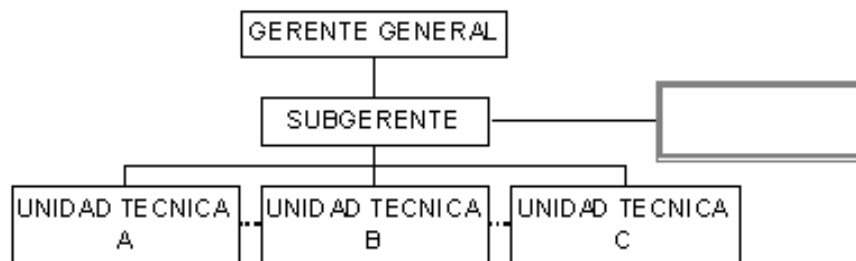 GERENTE GENERAL
SUBGERENTE
UNIDAD TECNICA
A
UNIDAD TECNICA
B
UNIDAD TECNICA
C